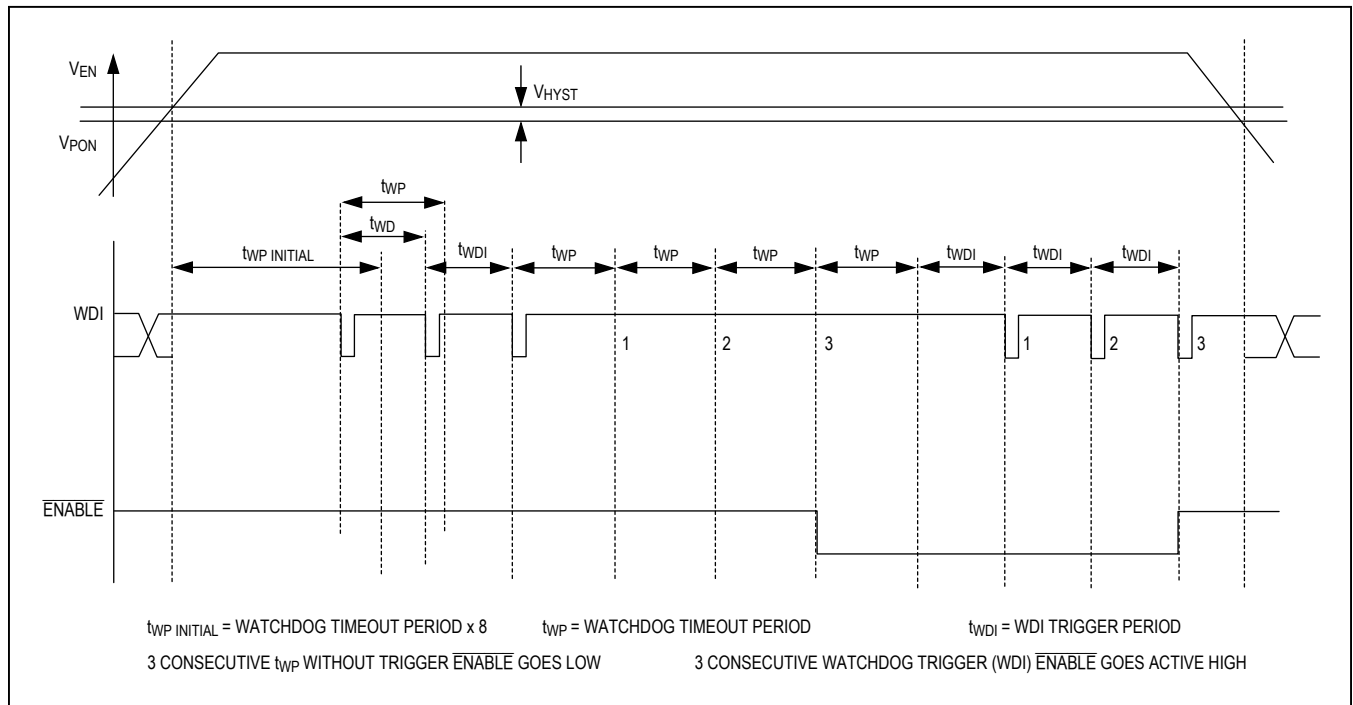 VEN
VHYST
VPON
tWP
tWD
tWP INITIAL
tWDI
tWP
tWP
tWP
tWP
tWDI
tWDI
tWDI
WDI
1
2
3
1
2
3
ENABLE
tWP INITIAL = WATCHDOG TIMEOUT PERIOD x 8
tWP = WATCHDOG TIMEOUT PERIOD
tWDI = WDI TRIGGER PERIOD
3 CONSECUTIVE tWP WITHOUT TRIGGER ENABLE GOES LOW
3 CONSECUTIVE WATCHDOG TRIGGER (WDI) ENABLE GOES ACTIVE HIGH